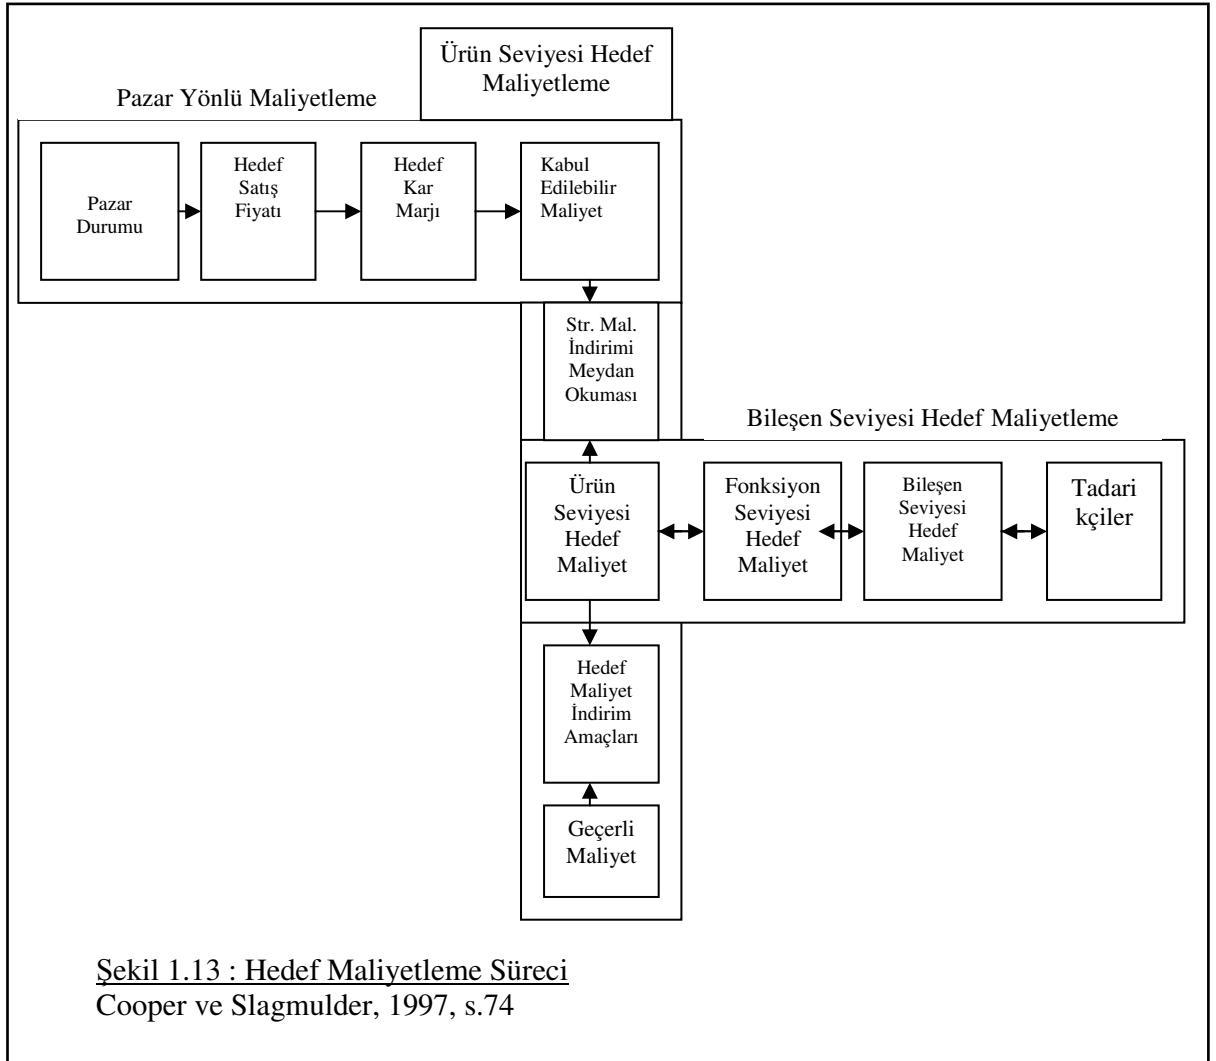 Ürün Seviyesi Hedef
Maliyetleme
Pazar Yönlü Maliyetleme
Pazar
Durumu
Hedef
Satış
Fiyatı
Hedef
Kar
Marjı
Kabul
Edilebilir
Maliyet
Str. Mal.
İndirimi
Meydan
Okuması
Bileşen Seviyesi Hedef Maliyetleme
Ürün
Seviyesi
Hedef
Maliyet
Fonksiyon
Seviyesi
Hedef
Maliyet
Bileşen
Seviyesi
Hedef
Maliyet
Tadari
kçiler
Hedef
Maliyet
İndirim
Amaçları
Geçerli
Maliyet
Şekil 1.13 : Hedef Maliyetleme Süreci
Cooper ve Slagmulder, 1997, s.74